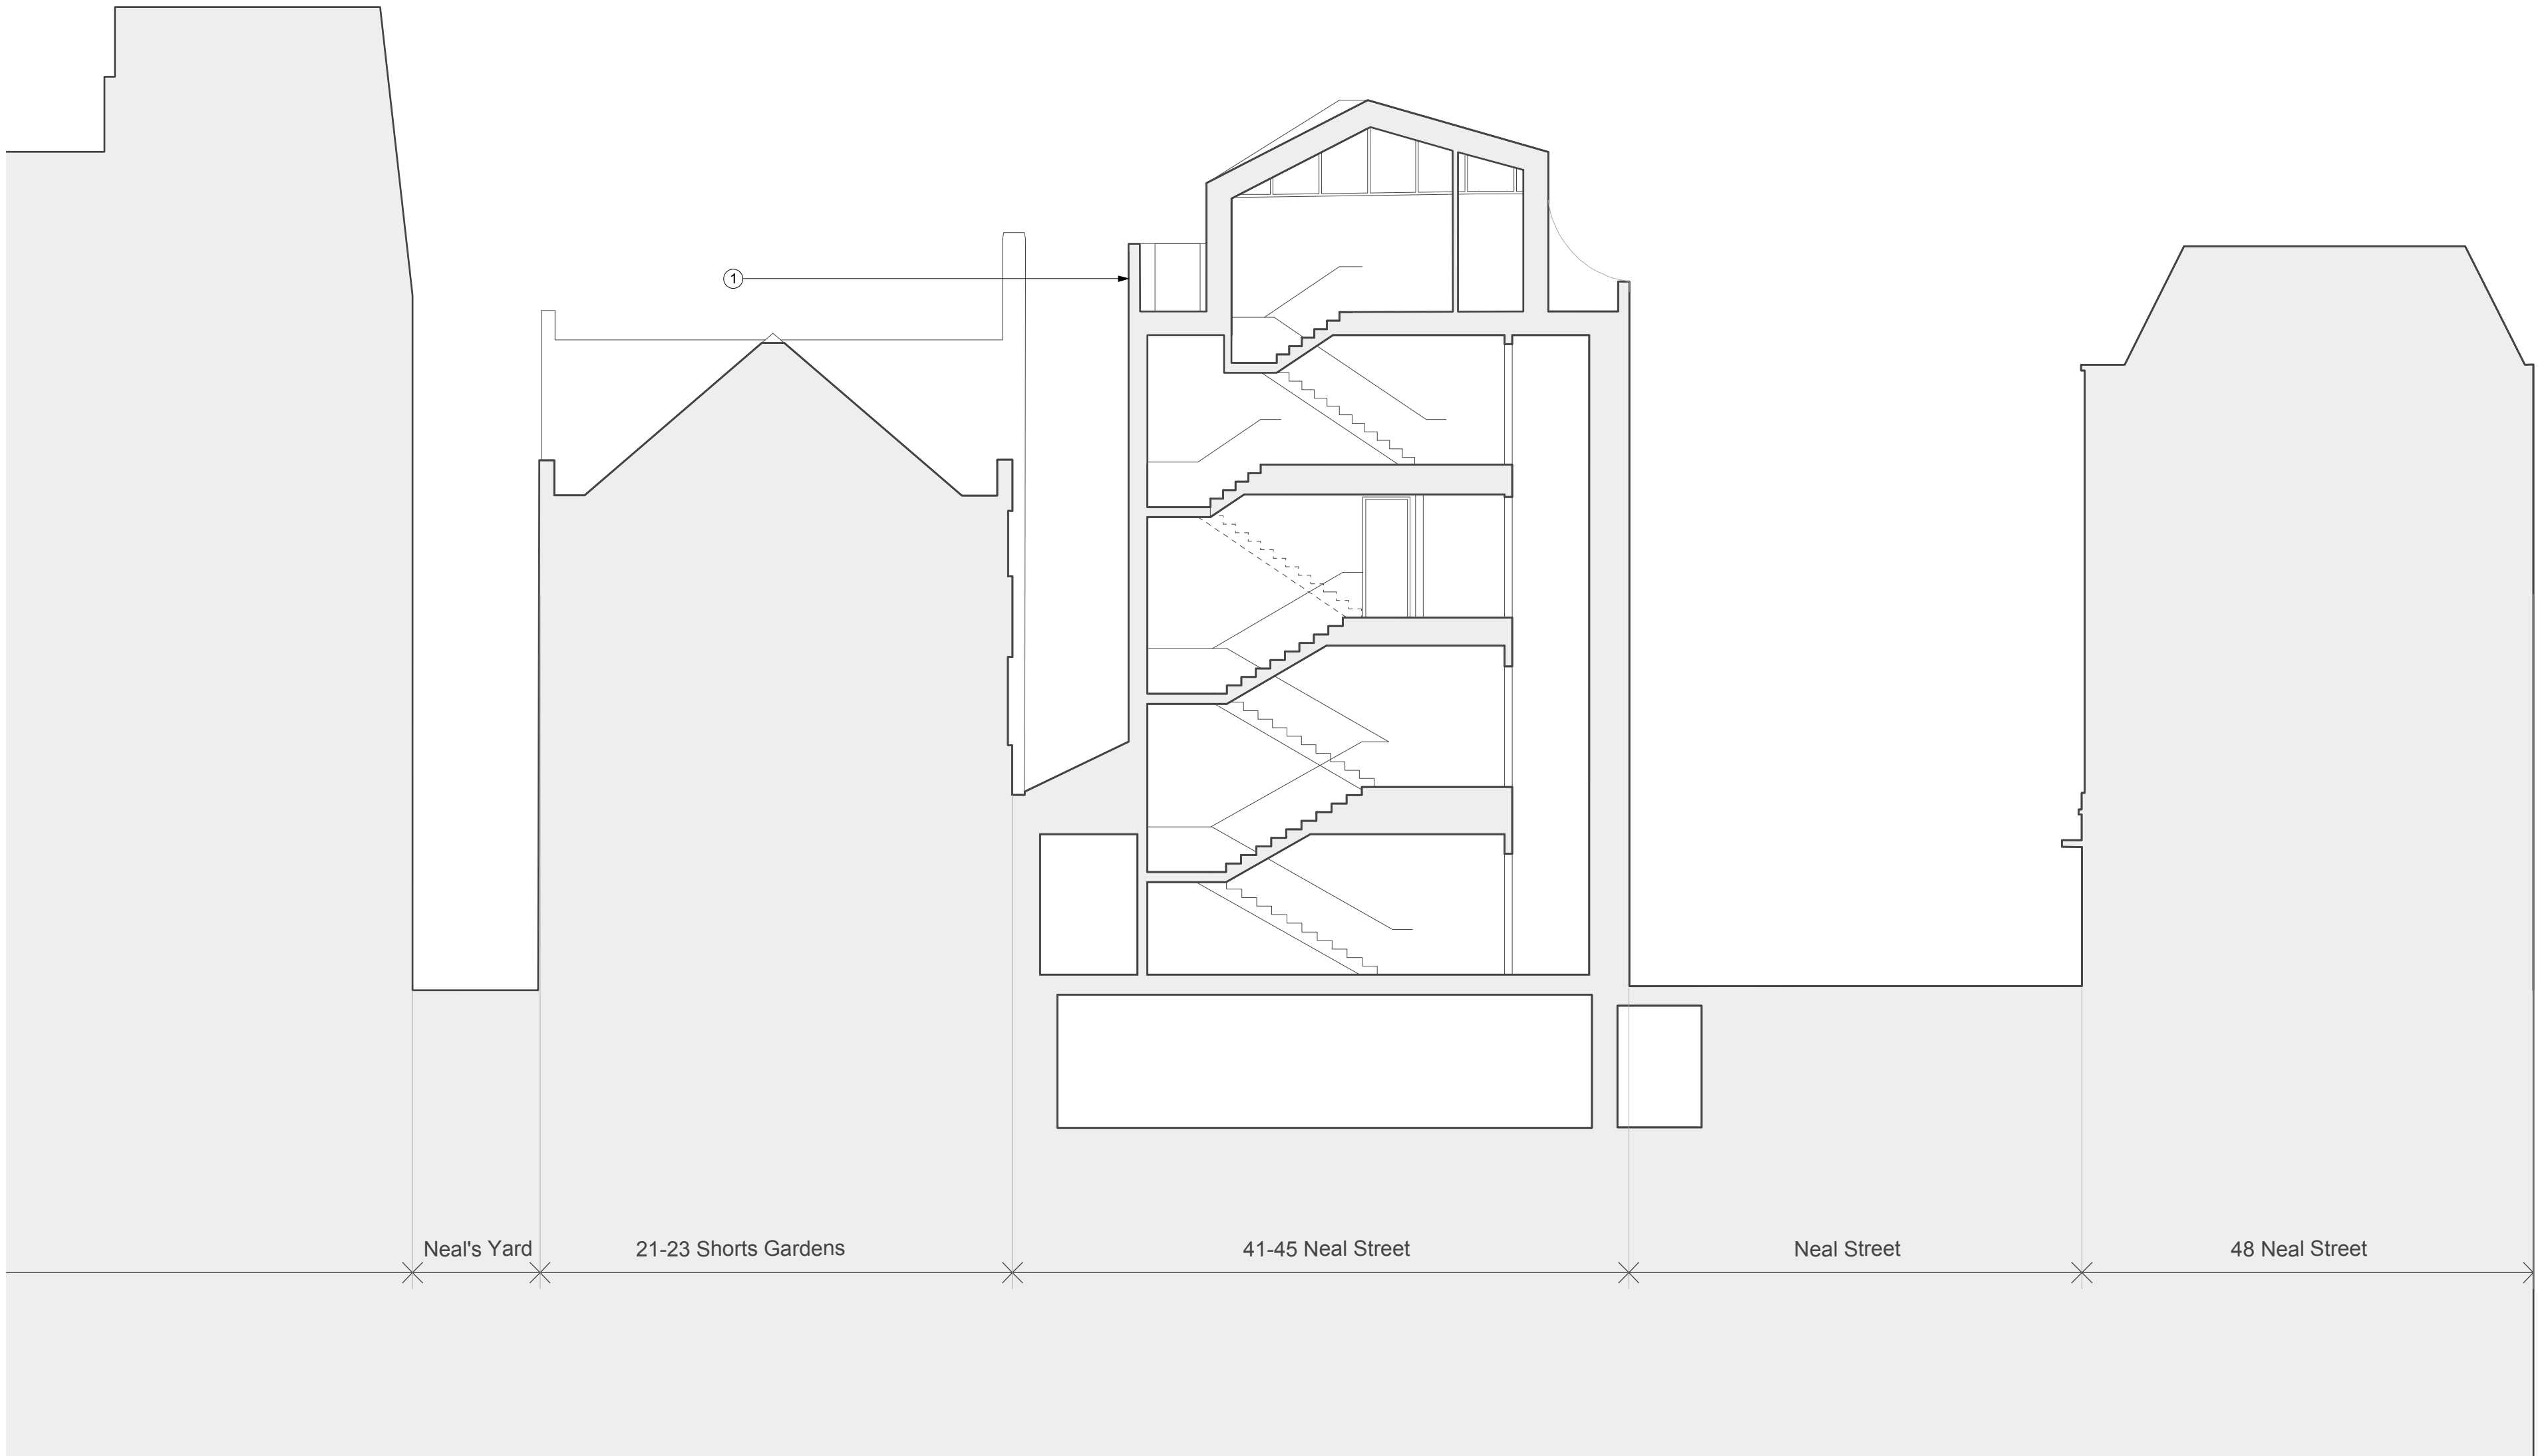 1
Neal's Yard
21-23 Shorts Gardens
41-45 Neal Street
Neal Street
48 Neal Street